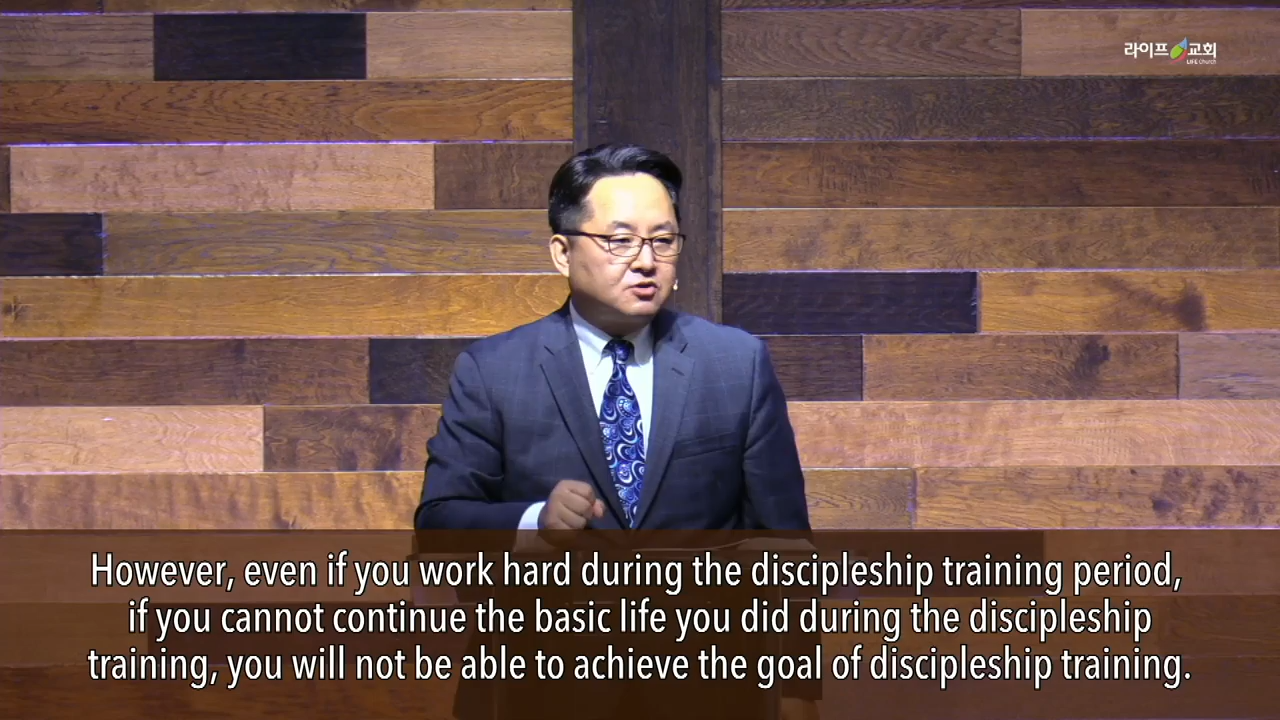 라이프교회
LIFE Church
However, even if you work hard during the discipleship training period,
if you cannot continue the basic life you did during the discipleship
training, you will not be able to achieve the goal of discipleship training.